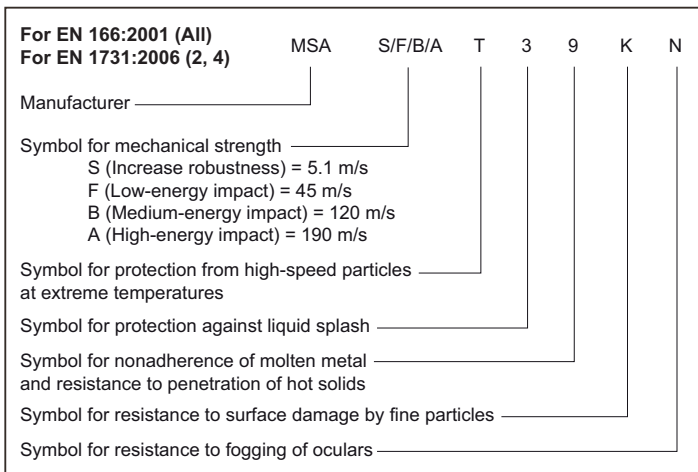 For EN 166:2001 (All)
For EN 1731:2006 (2, 4)
MSA S/F/B/A T 3 9 K N
Manufacturer
Symbol for mechanical strength
S (Increase robustness) = 5.1 m/s
F (Low-energy impact) = 45 m/s
B (Medium-energy impact) = 120 m/s
A (High-energy impact) = 190 m/s
Symbol for protection from high-speed particles
at extreme temperatures
Symbol for protection against liquid splash
Symbol for nonadherence of molten metal
and resistance to penetration of hot solids
Symbol for resistance to surface damage by fine particles
Symbol for resistance to fogging of oculars